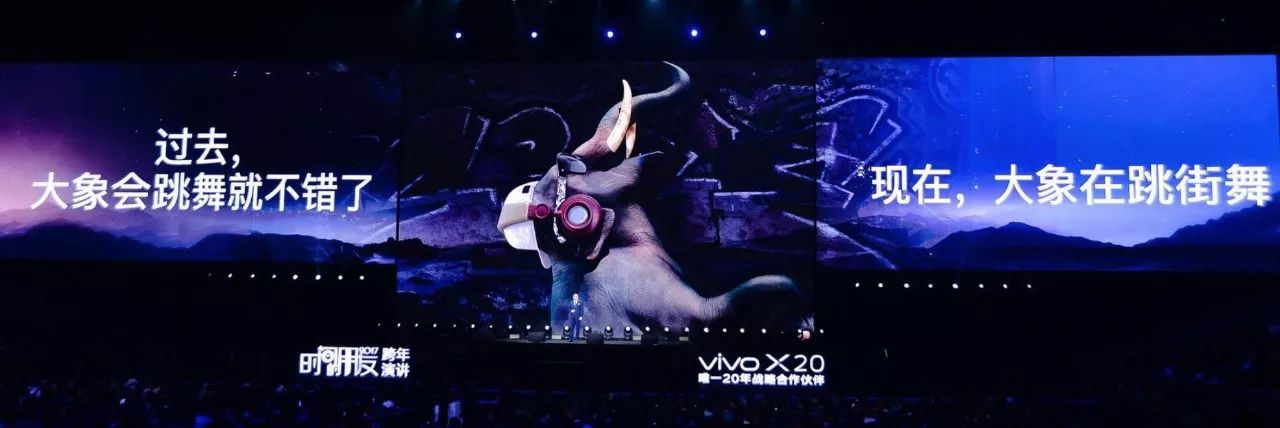 过去，
大象会跳舞就不错了
现在，大象在跳街舞
时间的朋友
2017
跨年
演讲
vivo X20
唯一20年战略合作伙伴